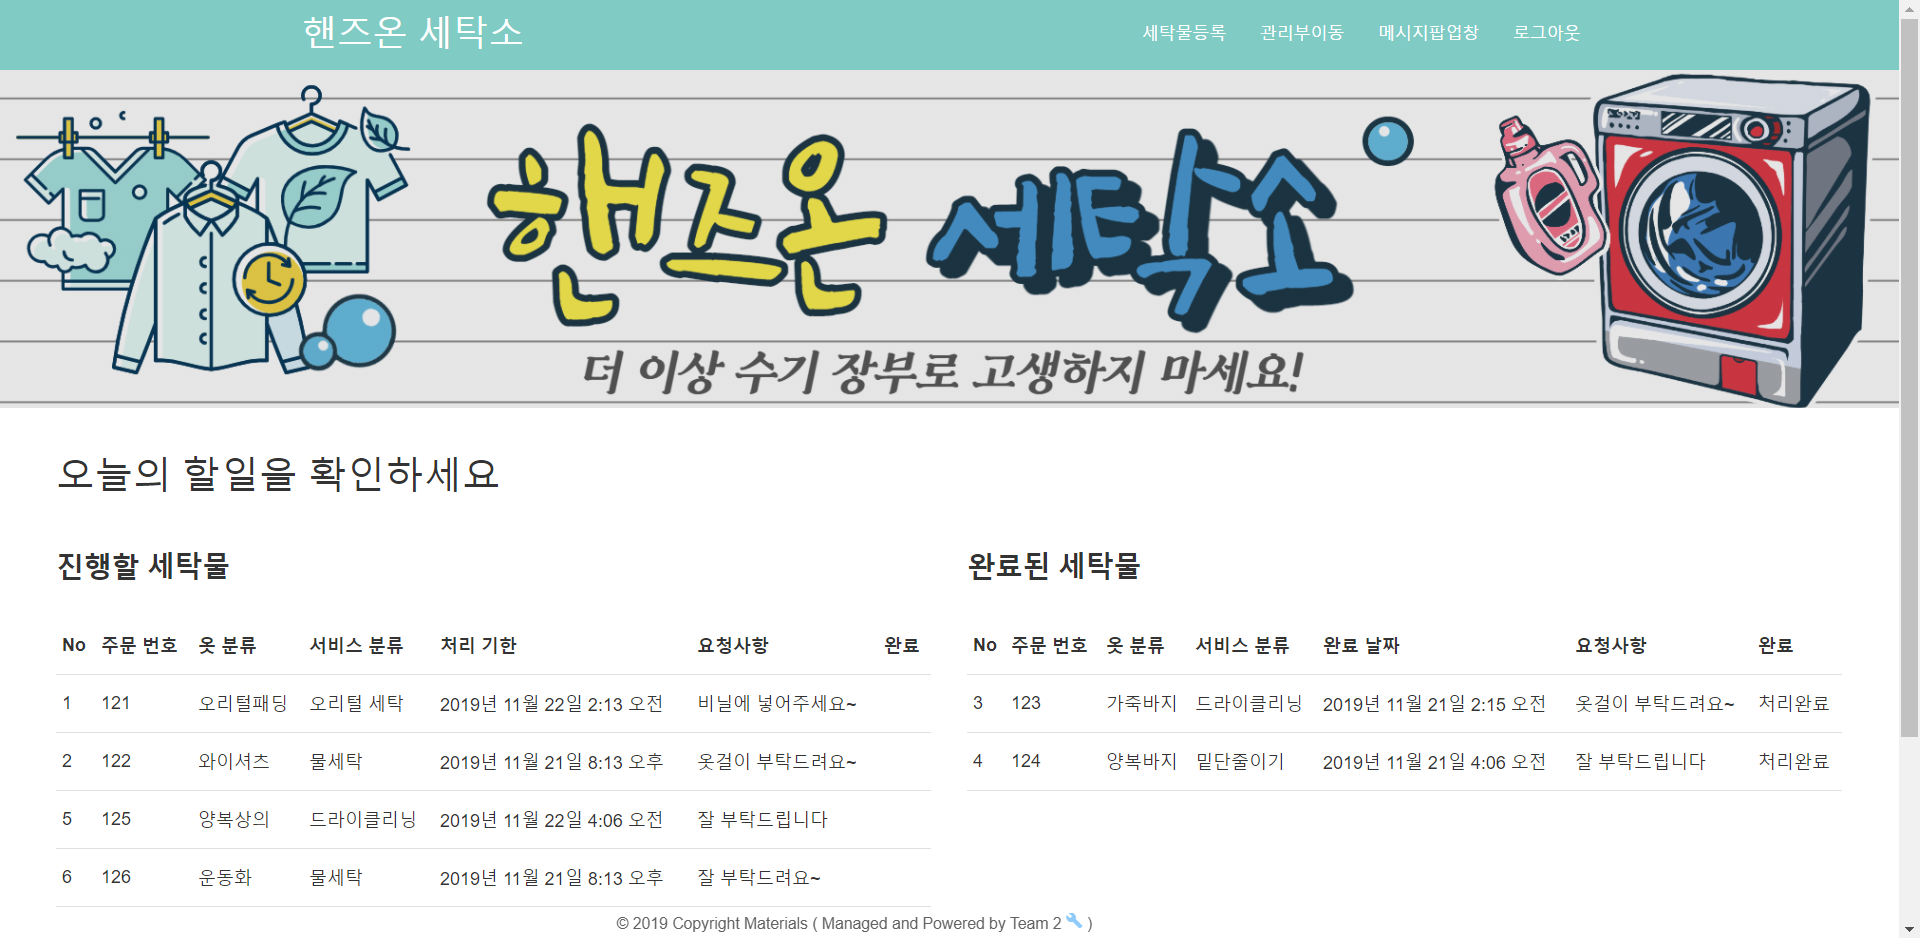 핸즈온 세탁소 세탁물등록 관리부이동 메시지팝업창 로그아웃
핸즈온 세탁소
더 이상 수기 장부로 고생하지 마세요!
오늘의 할일을 확인하세요
진행할 세탁물
No 주문 번호 옷 분류 서비스 분류 처리 기한 요청사항 완료
1 121 오리털패딩 오리털 세탁 2019년 11월 22일 2:13 오전 비닐에 넣어주세요~
2 122 와이셔츠 물세탁 2019년 11월 21일 8:13 오후 옷걸이 부탁드려요~
5 125 양복상의 드라이클리닝 2019년 11월 22일 4:06 오전 잘 부탁드립니다
6 126 운동화 물세탁 2019년 11월 21일 8:13 오후 잘 부탁드려요~
완료된 세탁물
No 주문 번호 옷 분류 서비스 분류 완료 날짜 요청사항 완료
3 123 가죽바지 드라이클리닝 2019년 11월 21일 2:15 오전 옷걸이 부탁드려요~ 처리완료
4 124 양복바지 밑단줄이기 2019년 11월 21일 4:06 오전 잘 부탁드립니다 처리완료
© 2019 Copyright Materials ( Managed and Powered by Team 2 🔧 )